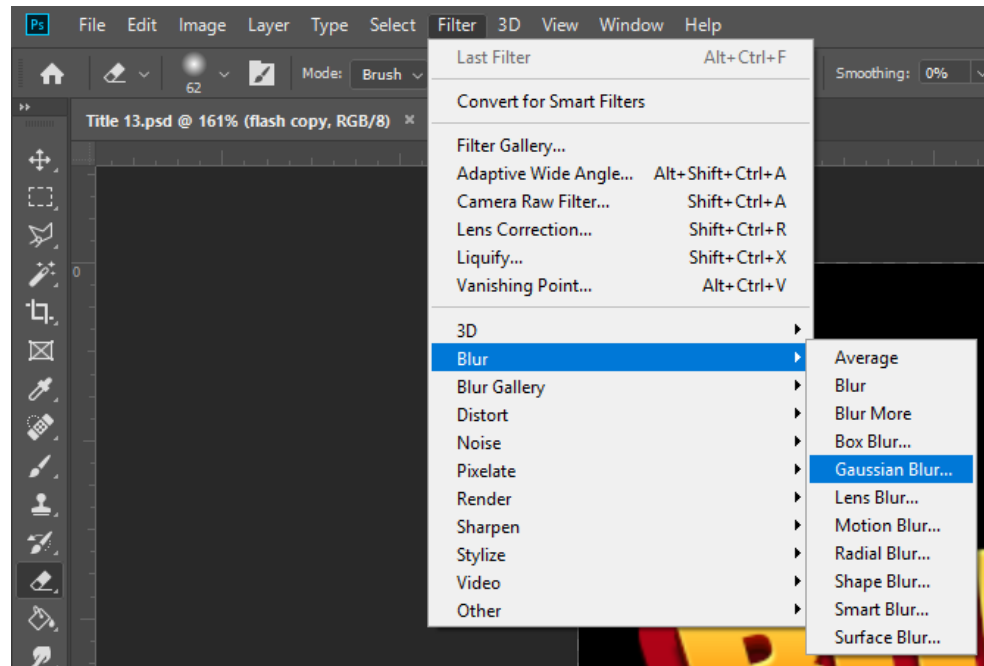 Ps File Edit Image Layer Type Select Filter 3D View Window Help
62 Mode: Brush Smoothing: 0%
Title 13.psd @ 161% (flash copy, RGB/8) ×
0
Last Filter Alt+Ctrl+F
Convert for Smart Filters
Filter Gallery...
Adaptive Wide Angle... Alt+Shift+Ctrl+A
Camera Raw Filter... Shift+Ctrl+A
Lens Correction... Shift+Ctrl+R
Liquify... Shift+Ctrl+X
Vanishing Point... Alt+Ctrl+V
3D
Blur
Blur Gallery
Distort
Noise
Pixelate
Render
Sharpen
Stylize
Video
Other
Average
Blur
Blur More
Box Blur...
Gaussian Blur...
Lens Blur...
Motion Blur...
Radial Blur...
Shape Blur...
Smart Blur...
Surface Blur...